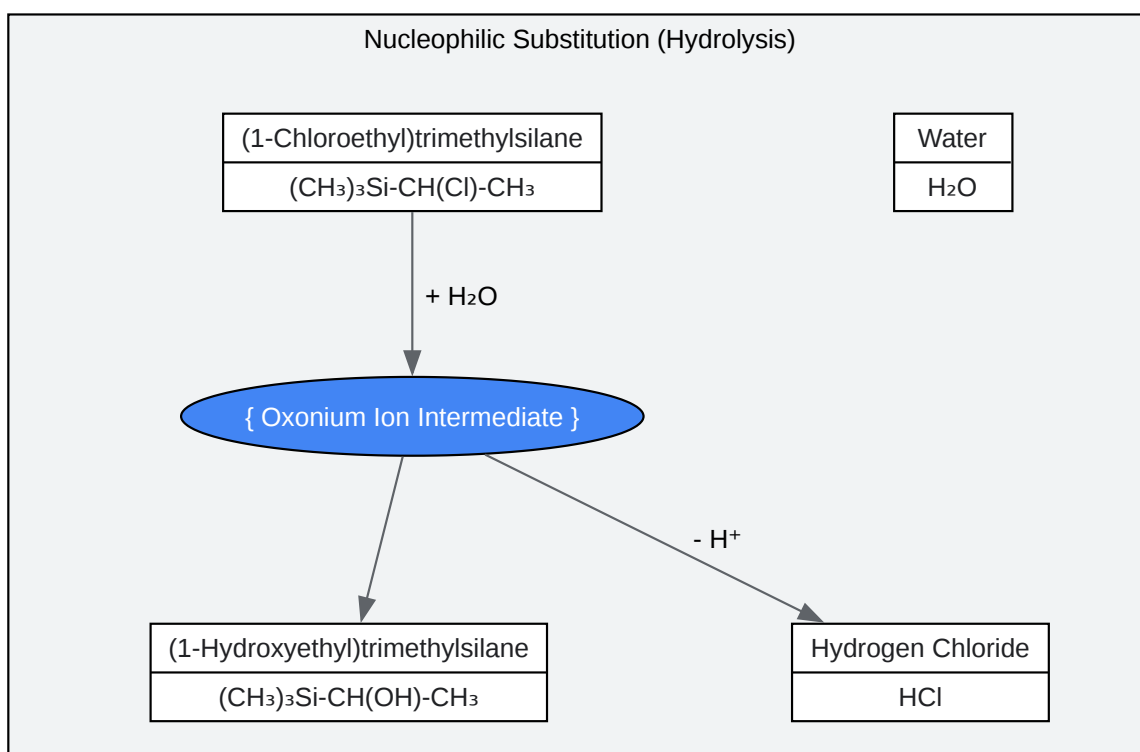 Nucleophilic Substitution (Hydrolysis)
(1-Chloroethyl)trimethylsilane
(CH₃)₃Si-CH(Cl)-CH₃
Water
H₂O
+ H₂O
{ Oxonium Ion Intermediate }
- H⁺
(1-Hydroxyethyl)trimethylsilane
(CH₃)₃Si-CH(OH)-CH₃
Hydrogen Chloride
HCl